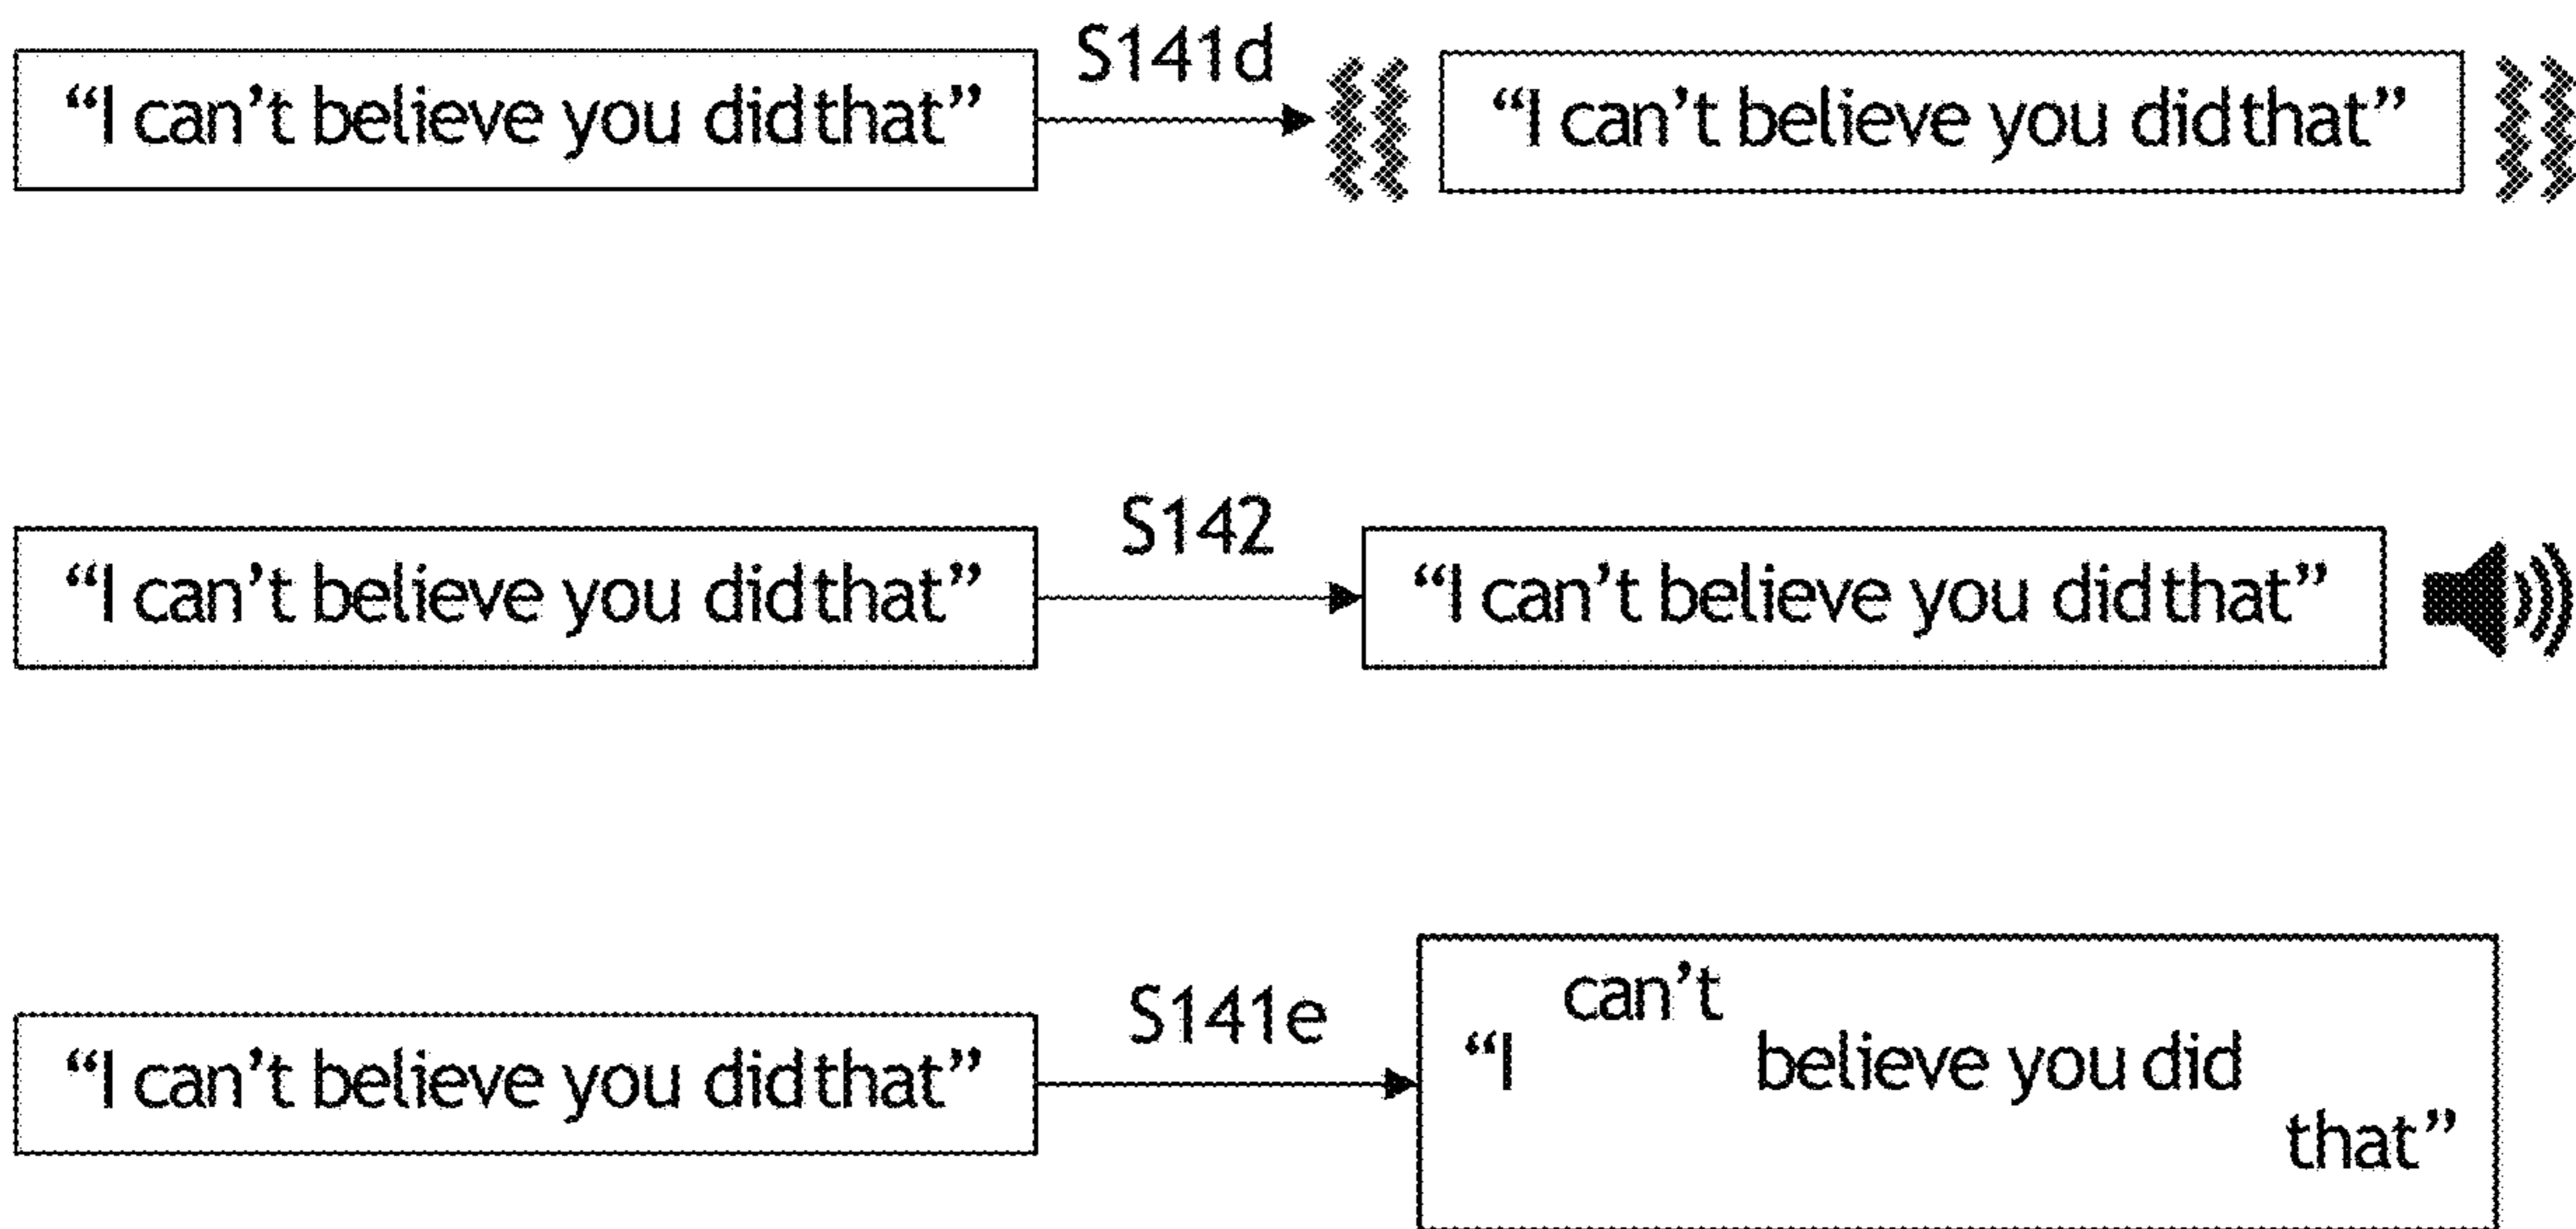 “I can’t believe you did that” S141d “I can’t believe you did that”
“I can’t believe you did that” S142 “I can’t believe you did that”
“I can’t believe you did that” S141e “I can’t believe you did that”